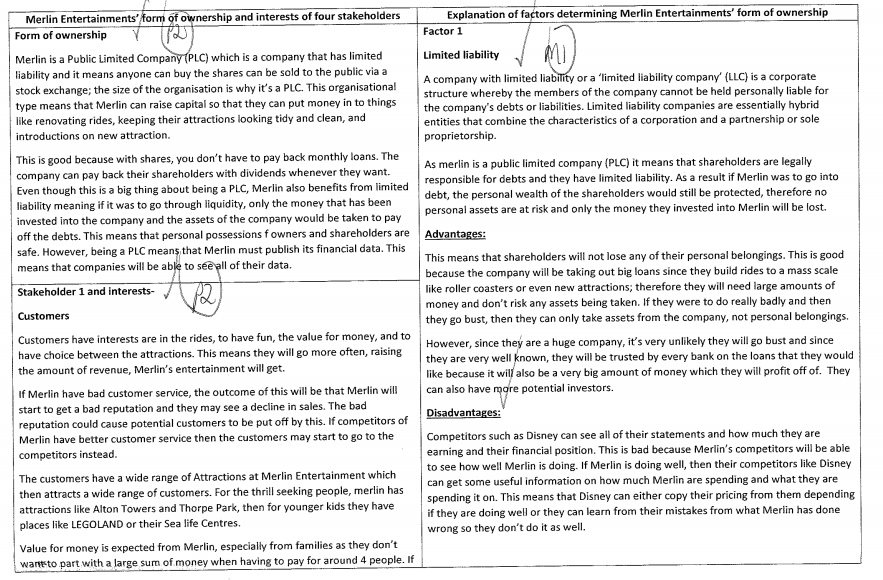 Merlin Entertainments' form of ownership and interests of four stakeholders
P2
Form of ownership
Merlin is a Public Limited Company (PLC) which is a company that has limited
liability and it means anyone can buy the shares can be sold to the public via a
stock exchange; the size of the organisation is why it's a PLC. This organisational
type means that Merlin can raise capital so that they can put money in to things
like renovating rides, keeping their attractions looking tidy and clean, and
introductions on new attraction.
This is good because with shares, you don't have to pay back monthly loans. The
company can pay back their shareholders with dividends whenever they want.
Even though this is a big thing about being a PLC, Merlin also benefits from limited
liability meaning if it was to go through liquidity, only the money that has been
invested into the company and the assets of the company would be taken to pay
off the debts. This means that personal possessions f owners and shareholders are
safe. However, being a PLC means that Merlin must publish its financial data. This
means that companies will be able to see all of their data.
Stakeholder 1 and interests-
P2
Customers
Customers have interests are in the rides, to have fun, the value for money, and to
have choice between the attractions. This means they will go more often, raising
the amount of revenue, Merlin's entertainment will get.
If Merlin have bad customer service, the outcome of this will be that Merlin will
start to get a bad reputation and they may see a decline in sales. The bad
reputation could cause potential customers to be put off by this. If competitors of
Merlin have better customer service then the customers may start to go to the
competitors instead.
The customers have a wide range of Attractions at Merlin Entertainment which
then attracts a wide range of customers. For the thrill seeking people, merlin has
attractions like Alton Towers and Thorpe Park, then for younger kids they have
places like LEGOLAND or their Sea life Centres.
Value for money is expected from Merlin, especially from families as they don't
want to part with a large sum of money when having to pay for around 4 people. If
Explanation of factors determining Merlin Entertainments' form of ownership
Factor 1
M1
Limited liability
A company with limited liability or a 'limited liability company' (LLC) is a corporate
structure whereby the members of the company cannot be held personally liable for
the company's debts or liabilities. Limited liability companies are essentially hybrid
entities that combine the characteristics of a corporation and a partnership or sole
proprietorship.
As merlin is a public limited company (PLC) it means that shareholders are legally
responsible for debts and they have limited liability. As a result if Merlin was to go into
debt, the personal wealth of the shareholders would still be protected, therefore no
personal assets are at risk and only the money they invested into Merlin will be lost.
Advantages:
This means that shareholders will not lose any of their personal belongings. This is good
because the company will be taking out big loans since they build rides to a mass scale
like roller coasters or even new attractions; therefore they will need large amounts of
money and don't risk any assets being taken. If they were to do really badly and then
they go bust, then they can only take assets from the company, not personal belongings.
However, since they are a huge company, it's very unlikely they will go bust and since
they are very well known, they will be trusted by every bank on the loans that they would
like because it will also be a very big amount of money which they will profit off of. They
can also have more potential investors.
Disadvantages:
Competitors such as Disney can see all of their statements and how much they are
earning and their financial position. This is bad because Merlin's competitors will be able
to see how well Merlin is doing. If Merlin is doing well, then their competitors like Disney
can get some useful information on how much Merlin are spending and what they are
spending it on. This means that Disney can either copy their pricing from them depending
if they are doing well or they can learn from their mistakes from what Merlin has done
wrong so they don't do it as well.